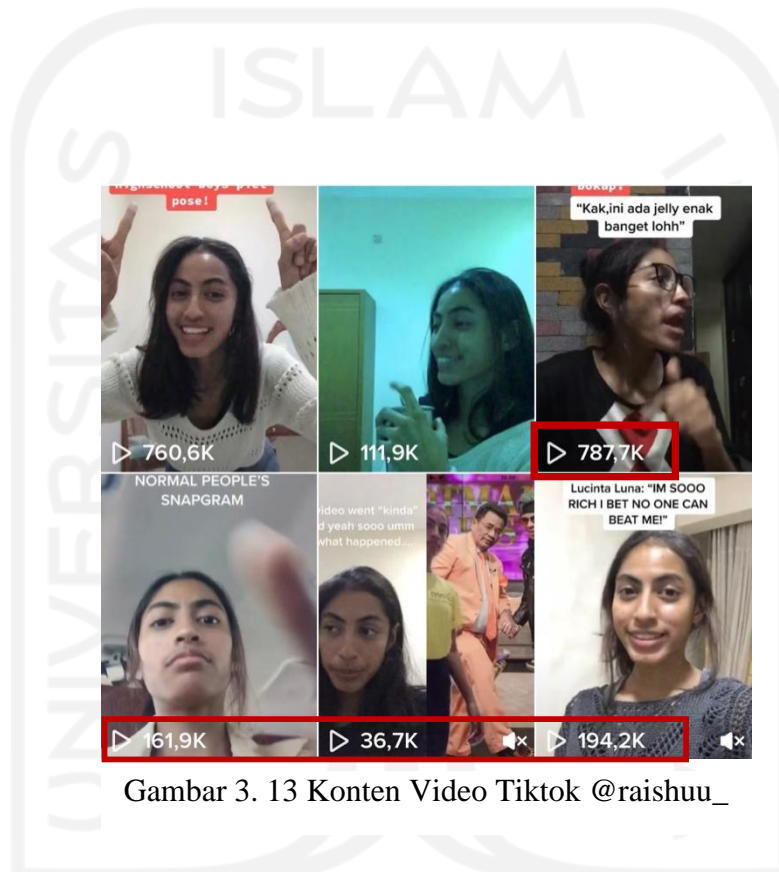 ISLAM
UNIVERSITAS
pose!
"Kak,ini ada jelly enak
banget lohh"
760,6K
111,9K
787,7K
NORMAL PEOPLE'S
SNAPGRAM
video went "kinda"
d yeah sooo umm
what happened....
Lucinta Luna: "IM SOOO
RICH I BET NO ONE CAN
BEAT ME!"
161,9K
36,7K
194,2K
Gambar 3. 13 Konten Video Tiktok @raishuu_